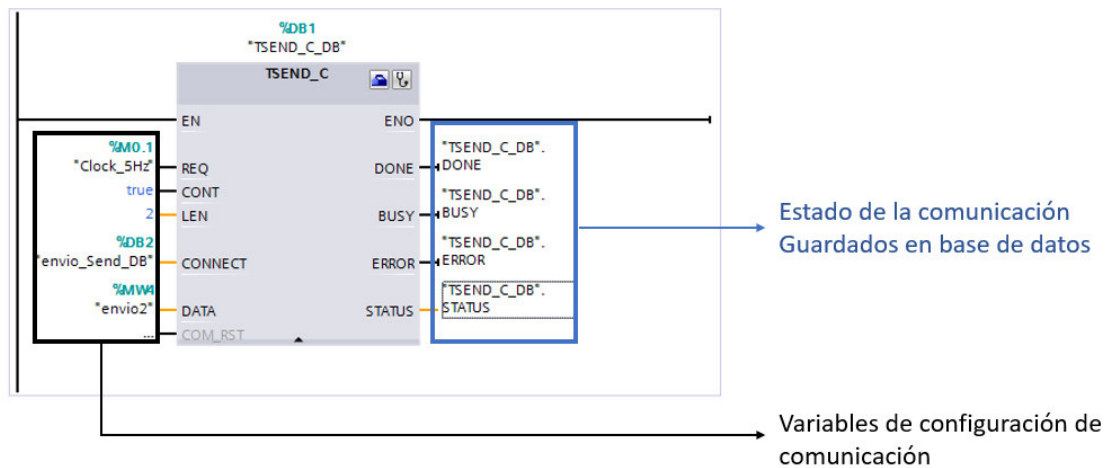 %DB1
"TSEND_C_DB"
TSEND_C
EN ENO
%M0.1
"Clock_5Hz" REQ
true CONT
2 LEN
%DB2
"envio_Send_DB" CONNECT
%MW4
"envio2" DATA
... COM_RST
DONE "TSEND_C_DB".
DONE
BUSY "TSEND_C_DB".
BUSY
ERROR "TSEND_C_DB".
ERROR
STATUS "TSEND_C_DB".
STATUS
Estado de la comunicación
Guardados en base de datos
Variables de configuración de
comunicación